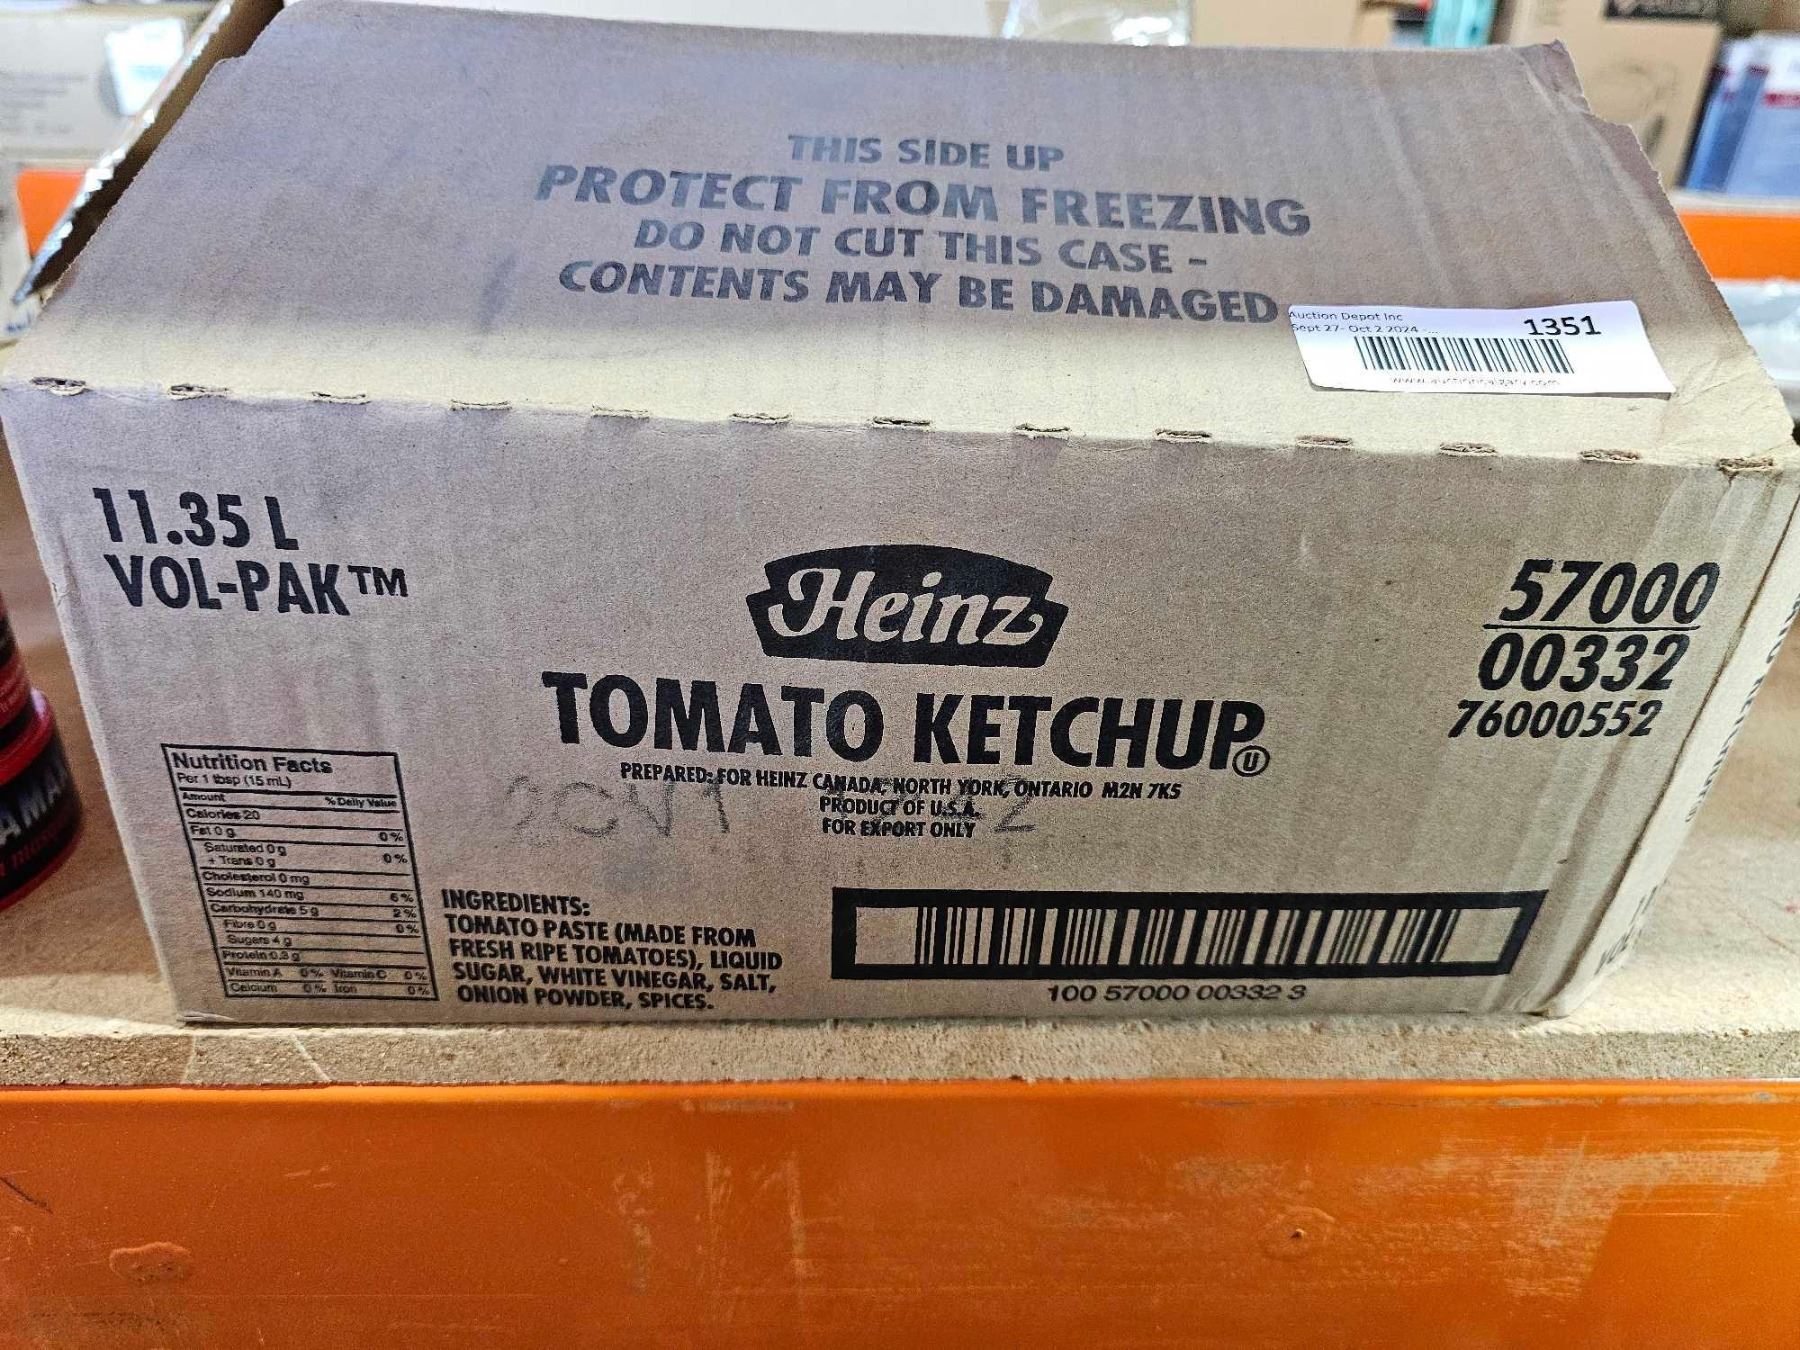 THIS SIDE UP
PROTECT FROM FREEZING
DO NOT CUT THIS CASE -
CONTENTS MAY BE DAMAGED
Auction Depot Inc
Sept 27- Oct 2 2024 -...
1351
11.35 L
VOL-PAK™
Heinz
TOMATO KETCHUP Ⓤ
PREPARED: FOR HEINZ CANADA, NORTH YORK, ONTARIO M2N 7K5
PRODUCT OF U.S.A.
FOR EXPORT ONLY
57000
00332
76000552
Nutrition Facts
Per 1 tbsp (15 mL)
Amount % Daily Value
Calories 20
Fat 0 g 0%
Saturated 0 g
+ Trans 0 g 0%
Cholesterol 0 mg
Sodium 140 mg 6%
Carbohydrate 5 g 2%
Fibre 0 g 0%
Sugars 4 g
Protein 0.3 g
Vitamin A 0% Vitamin C 0%
Calcium 0% Iron 0%
INGREDIENTS:
TOMATO PASTE (MADE FROM
FRESH RIPE TOMATOES), LIQUID
SUGAR, WHITE VINEGAR, SALT,
ONION POWDER, SPICES.
100 57000 00332 3